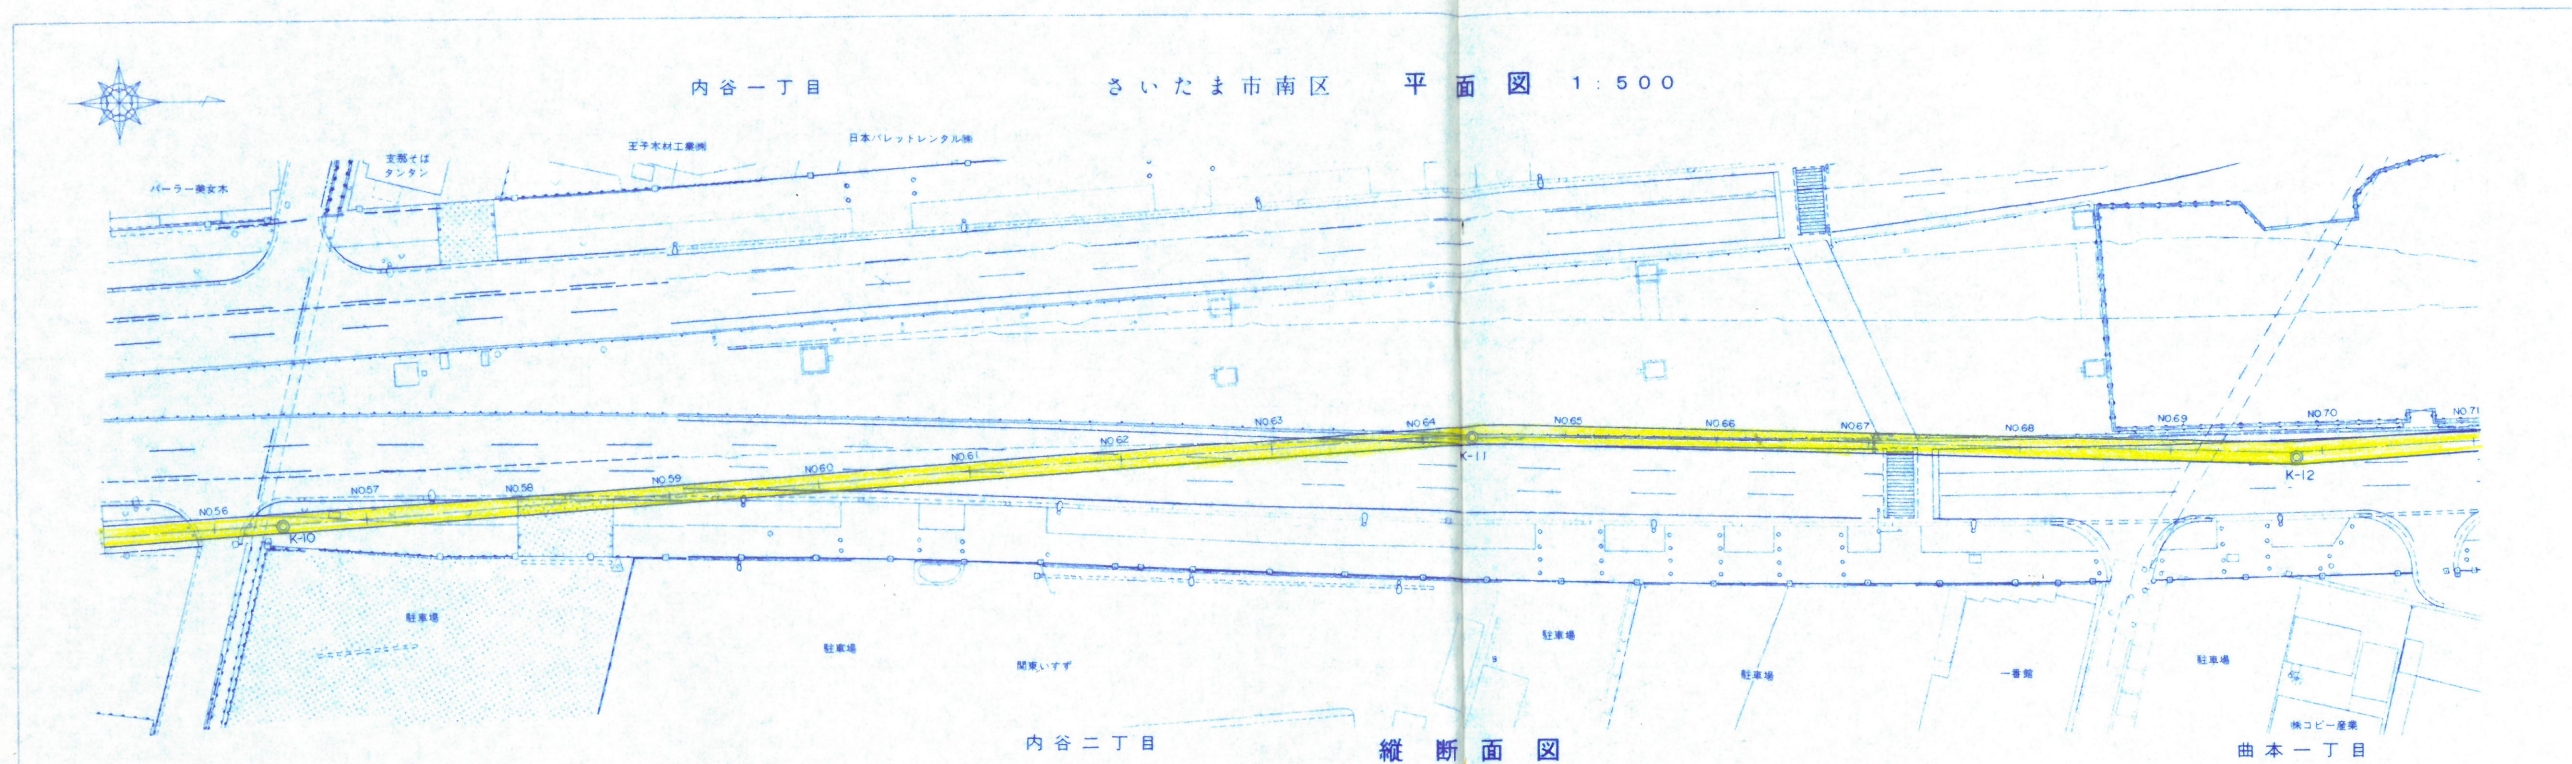 内谷一丁目
さいたま市南区 平面図 1:500
支那そば
タンタン
王子木材工業㈱
日本パレットレンタル㈱
パーラー美女木
NO.56
NO.57
NO.58
NO.59
NO.60
NO.61
NO.62
NO.63
NO.64
NO.65
NO.66
NO.67
NO.68
NO.69
NO.70
NO.71
K-10
K-11
K-12
駐車場
駐車場
関東いすず
駐車場
駐車場
一番館
駐車場
㈱コピー産業
内谷二丁目
縦断面図
曲本一丁目